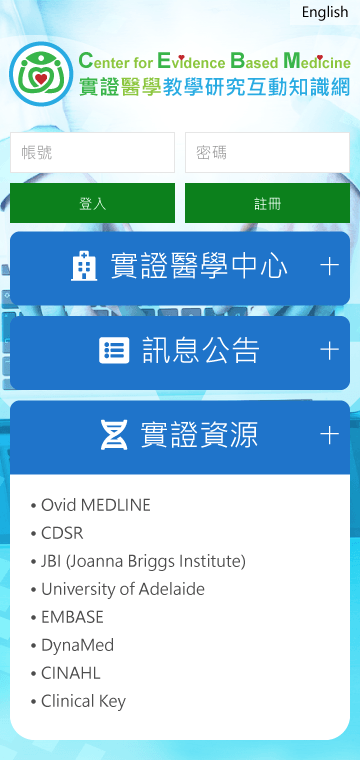 English
Center for Evidence Based Medicine
實證醫學教學研究互動知識網
帳號
密碼
登入
註冊
實證醫學中心
訊息公告
實證資源
• Ovid MEDLINE
• CDSR
• JBI (Joanna Briggs Institute)
• University of Adelaide
• EMBASE
• DynaMed
• CINAHL
• Clinical Key